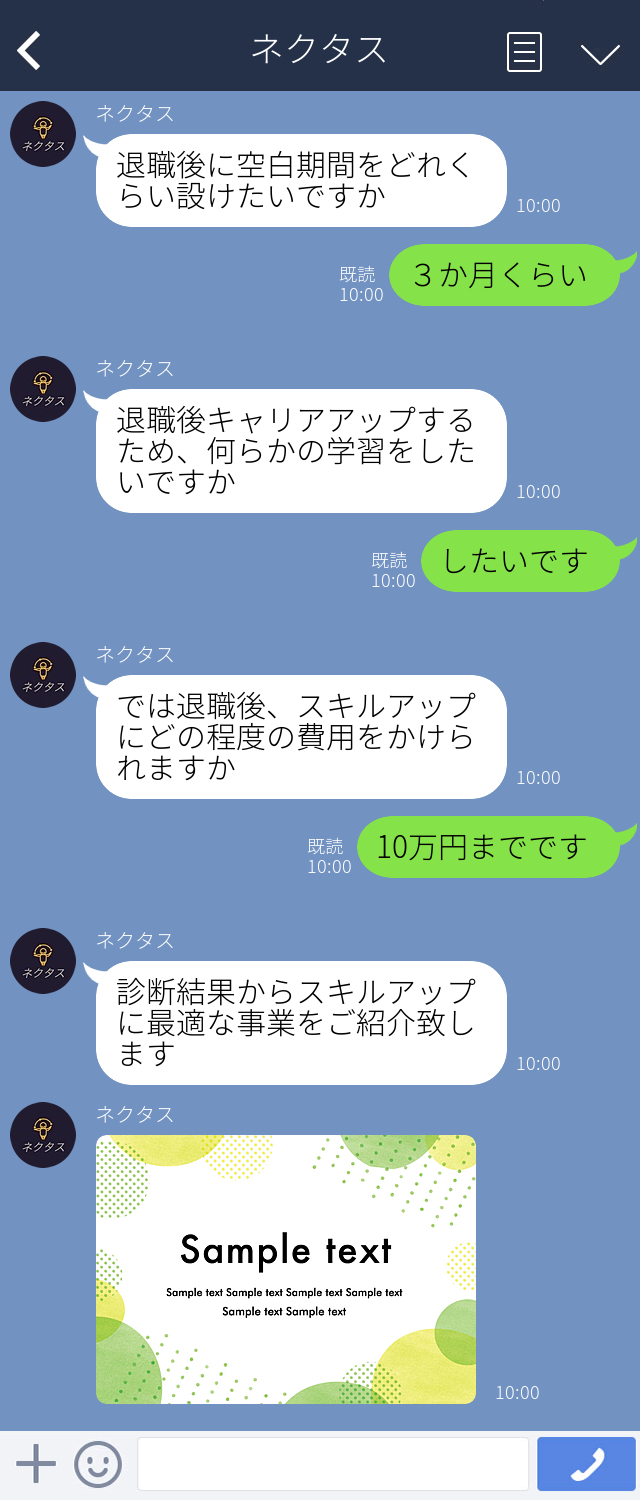 ネクタス
ネクタス
ネクタス
退職後に空白期間をどれく
らい設けたいですか
10:00
既読
10:00
３か月くらい
ネクタス
ネクタス
退職後キャリアアップする
ため、何らかの学習をした
いですか
10:00
既読
10:00
したいです
ネクタス
ネクタス
では退職後、スキルアップ
にどの程度の費用をかけら
れますか
10:00
既読
10:00
10万円までです
ネクタス
ネクタス
診断結果からスキルアップ
に最適な事業をご紹介致し
ます
10:00
ネクタス
ネクタス
Sample text
Sample text Sample text Sample text Sample text
Sample text Sample text
10:00